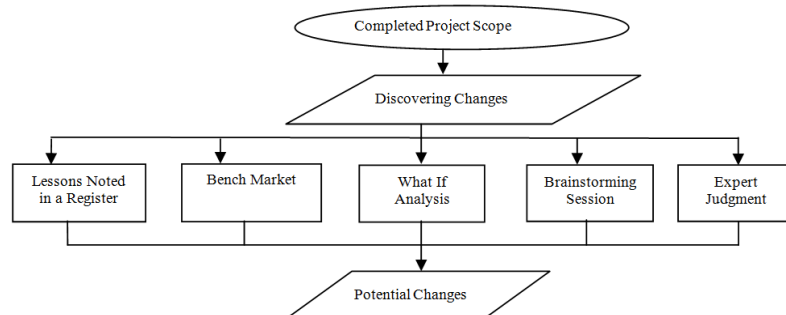 Completed Project Scope
Discovering Changes
Lessons Noted
in a Register
Bench Market
What If
Analysis
Brainstorming
Session
Expert
Judgment
Potential Changes